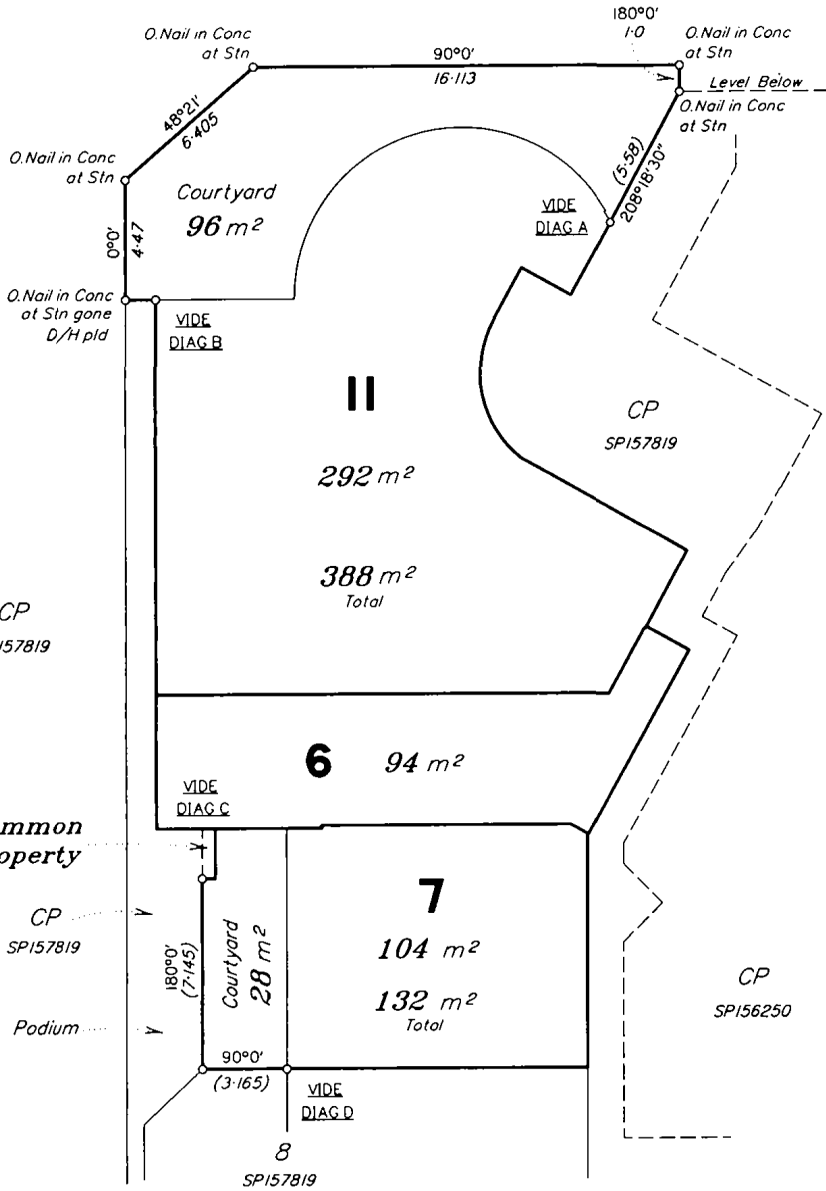 180°0'
1·0
O.Nail in Conc
at Stn
90°0'
16·113
O.Nail in Conc
at Stn
Level Below
O.Nail in Conc
at Stn
48°21'
6·405
O.Nail in Conc
at Stn
(5·58)
208°18'30"
Courtyard
96 m²
VIDE
DIAG A
0°0'
4·47
O.Nail in Conc
at Stn gone
D/H pld
VIDE
DIAG B
11
CP
SP157819
292 m²
388 m²
Total
CP
157819
6
94 m²
VIDE
DIAG C
mmon
operty
7
CP
SP157819
180°0'
(7·145)
Courtyard
28 m²
104 m²
132 m²
Total
CP
SP156250
Podium
90°0'
(3·165)
VIDE
DIAG D
8
SP157819